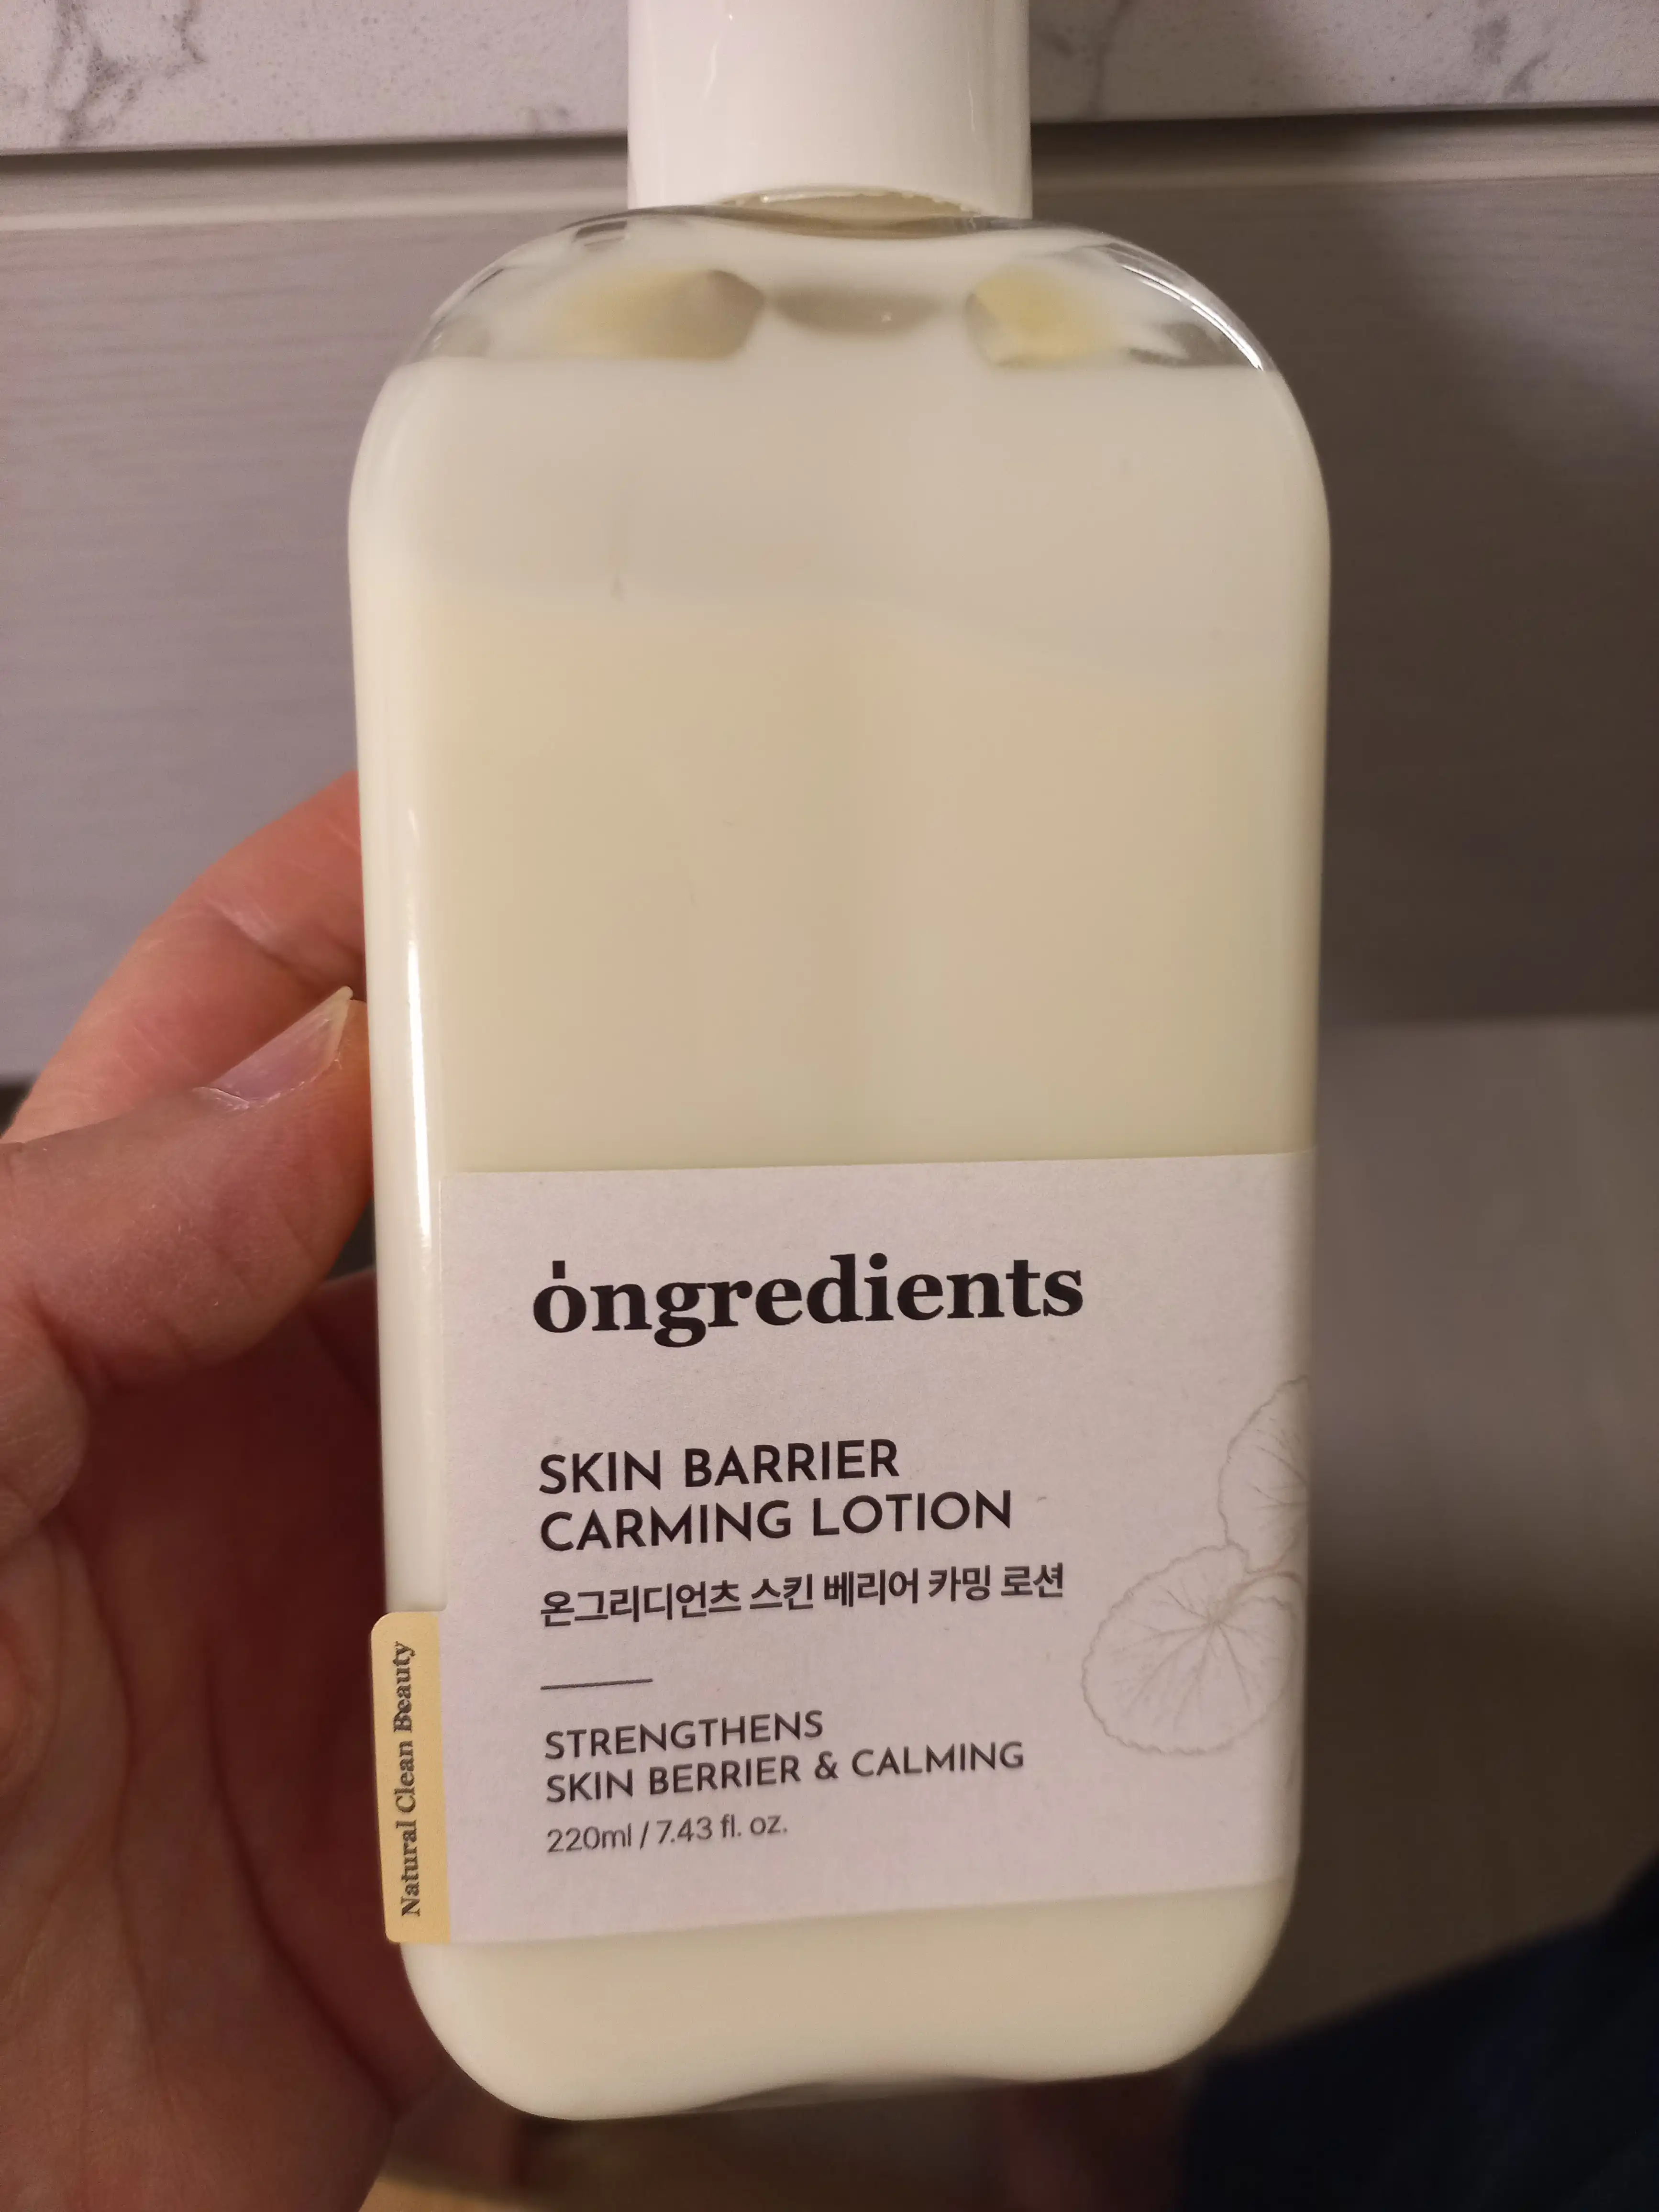 ongredients
SKIN BARRIER
CARMING LOTION
온그리디언츠 스킨 베리어 카밍 로션
STRENGTHENS
SKIN BERRIER & CALMING
220ml / 7.43 fl. oz.
Natural Clean Beauty